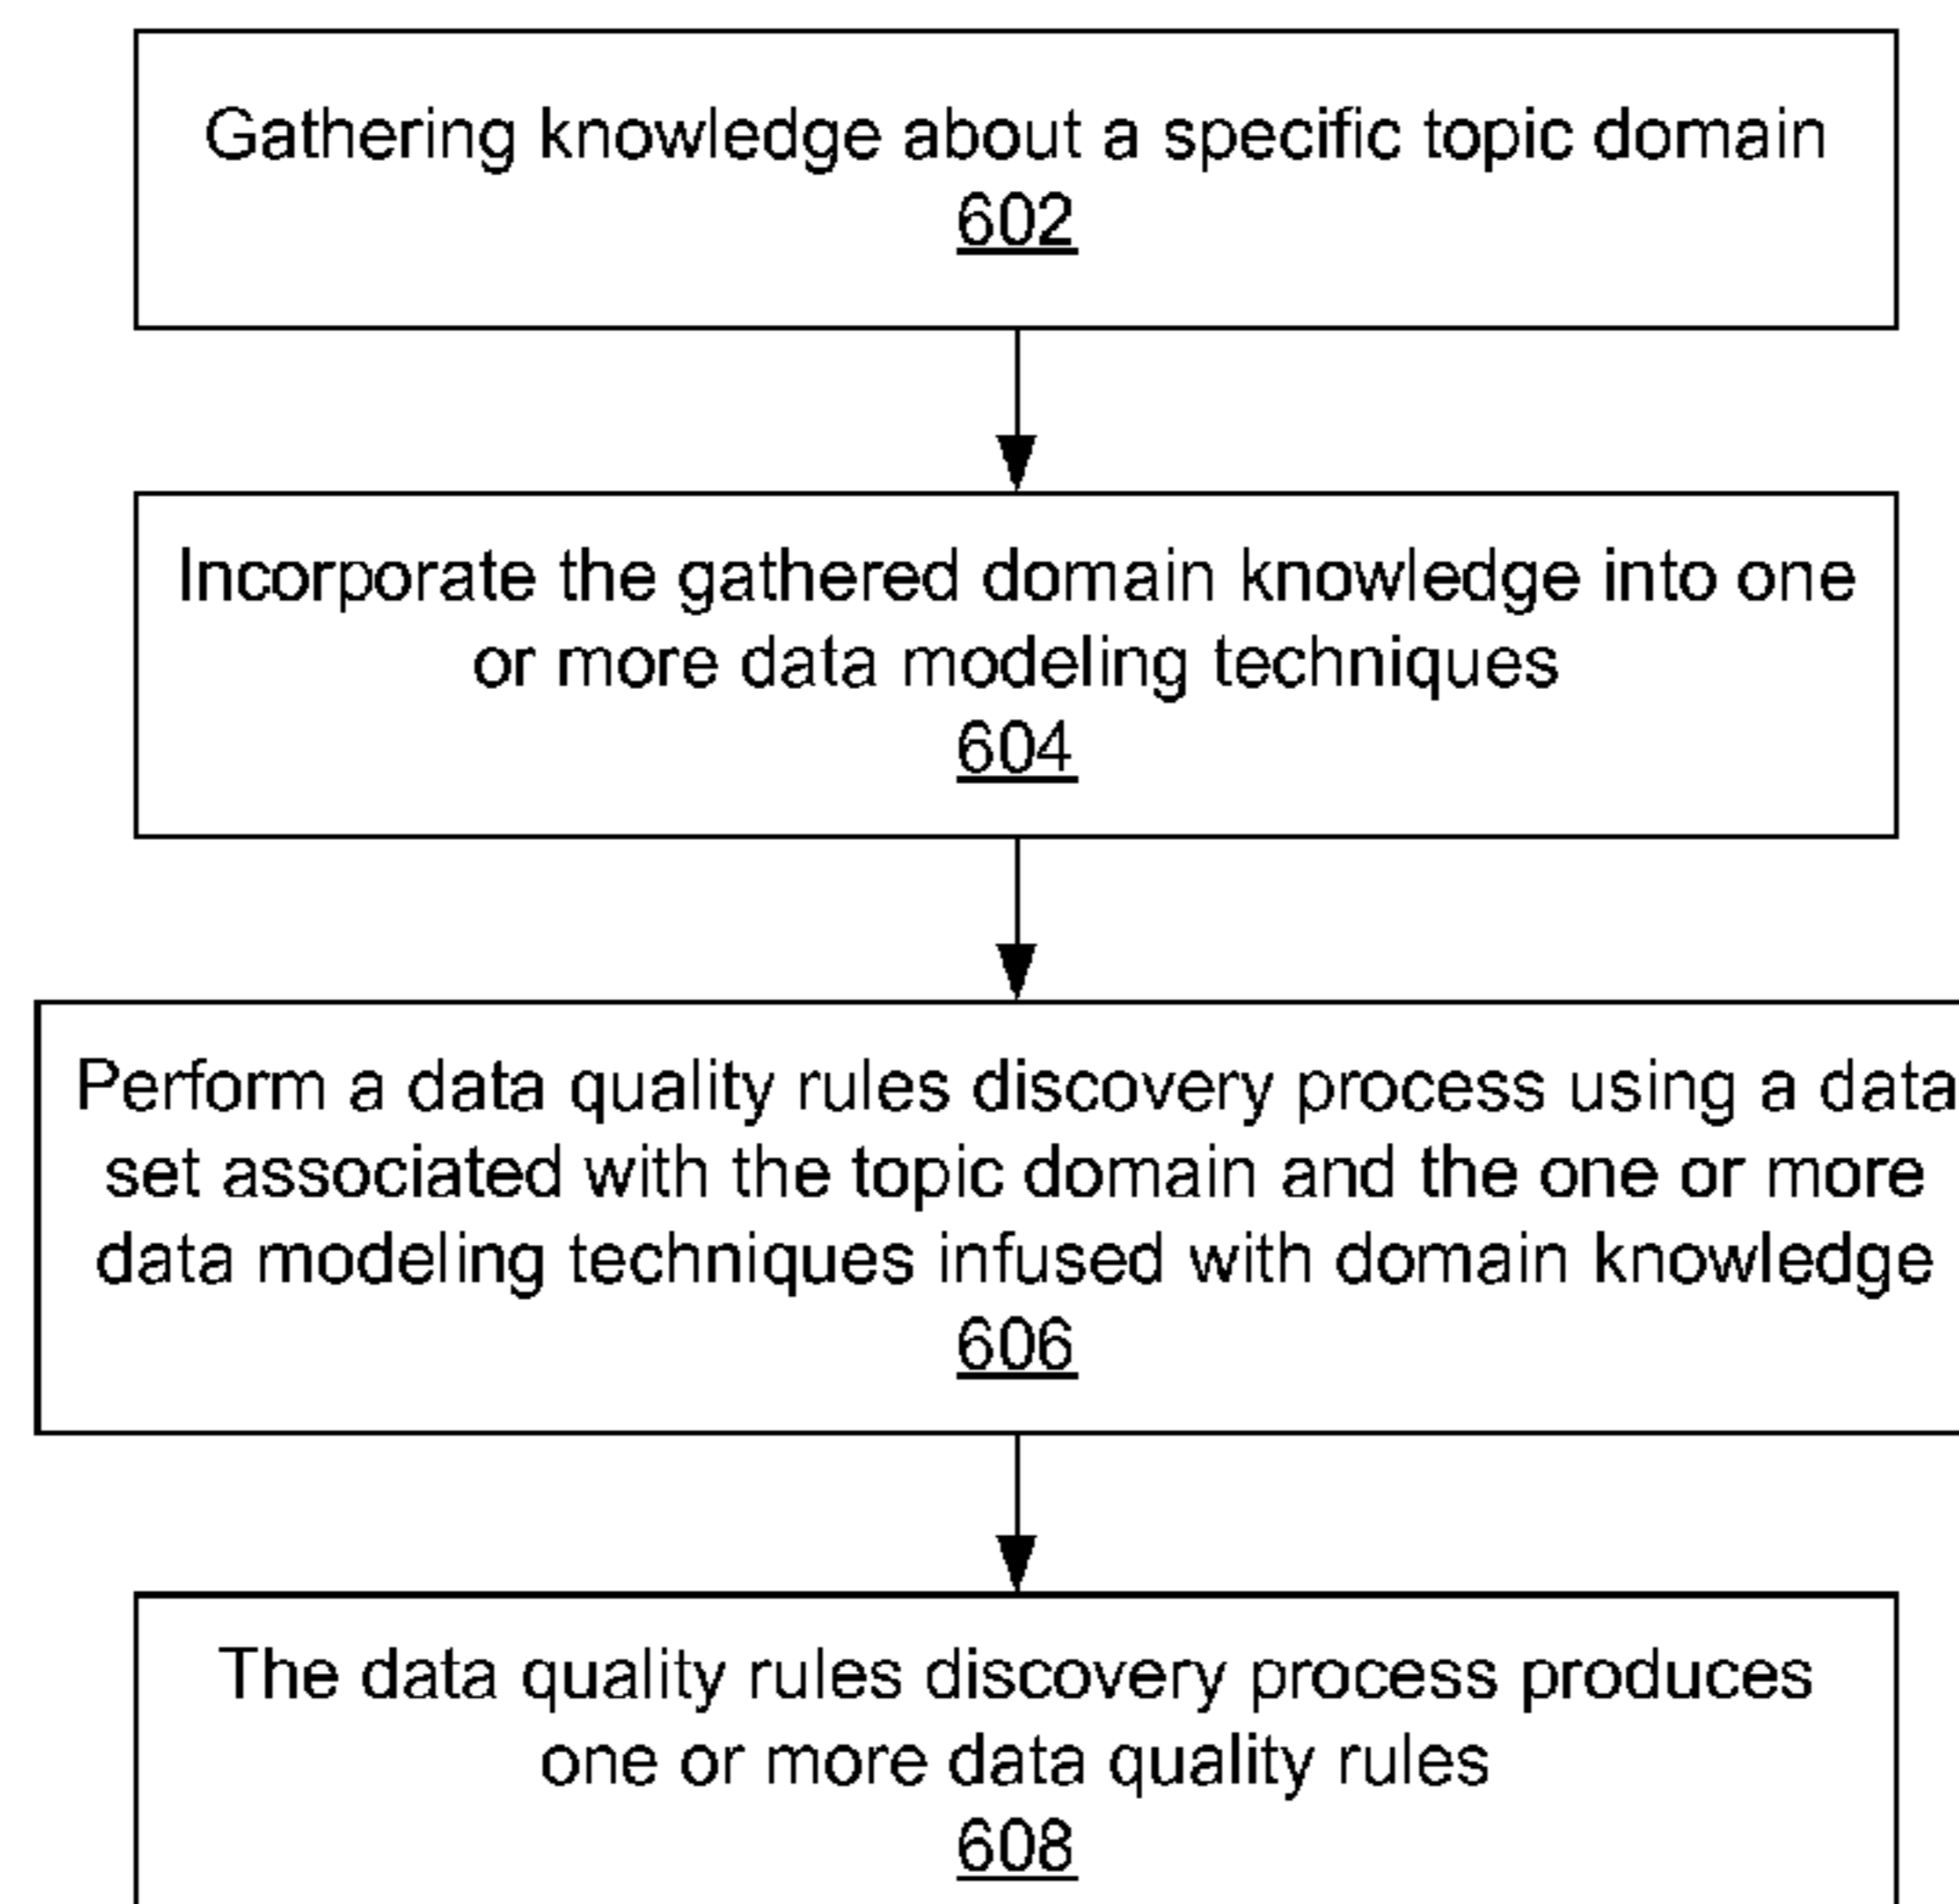 Gathering knowledge about a specific topic domain
602
Incorporate the gathered domain knowledge into one
or more data modeling techniques
604
Perform a data quality rules discovery process using a data
set associated with the topic domain and the one or more
data modeling techniques infused with domain knowledge
606
The data quality rules discovery process produces
one or more data quality rules
608